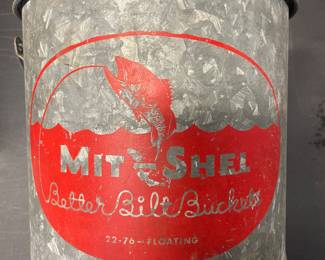 MIT-SHEL
Better Bilt Buckets
22-76-FLOATING